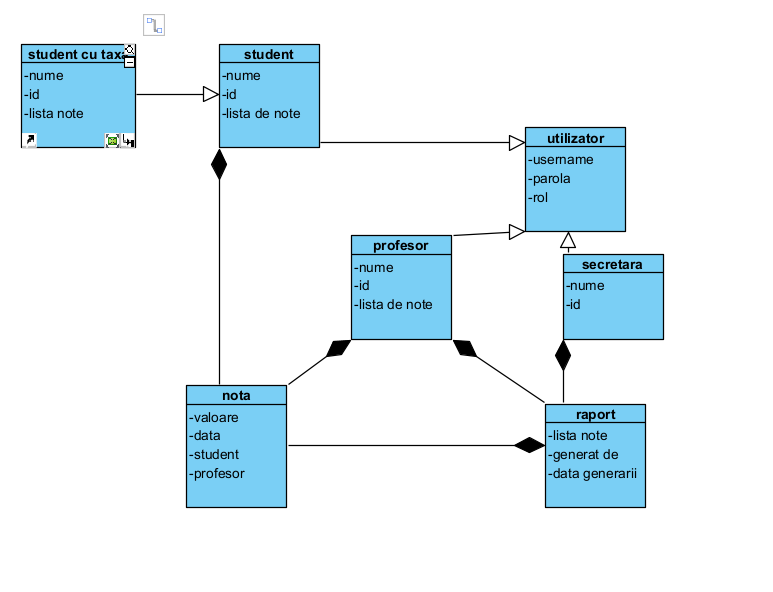 student cu taxa
-nume
-id
-lista note
student
-nume
-id
-lista de note
utilizator
-username
-parola
-rol
profesor
-nume
-id
-lista de note
secretara
-nume
-id
nota
-valoare
-data
-student
-profesor
raport
-lista note
-generat de
-data generarii